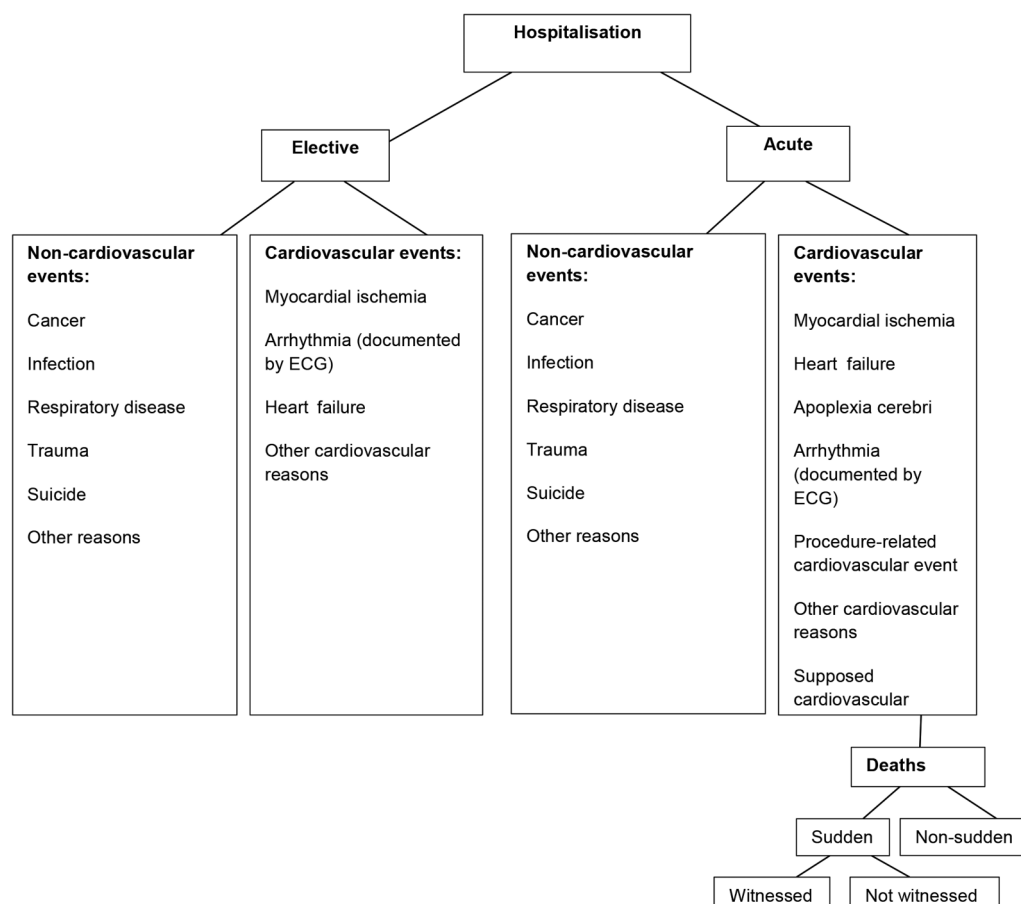 Hospitalisation
Elective
Acute
Non-cardiovascular
events:
Cancer
Infection
Respiratory disease
Trauma
Suicide
Other reasons
Cardiovascular events:
Myocardial ischemia
Arrhythmia (documented
by ECG)
Heart failure
Other cardiovascular
reasons
Non-cardiovascular
events:
Cancer
Infection
Respiratory disease
Trauma
Suicide
Other reasons
Cardiovascular
events:
Myocardial ischemia
Heart failure
Apoplexia cerebri
Arrhythmia
(documented by
ECG)
Procedure-related
cardiovascular event
Other cardiovascular
reasons
Supposed
cardiovascular
Deaths
Sudden
Non-sudden
Witnessed
Not witnessed